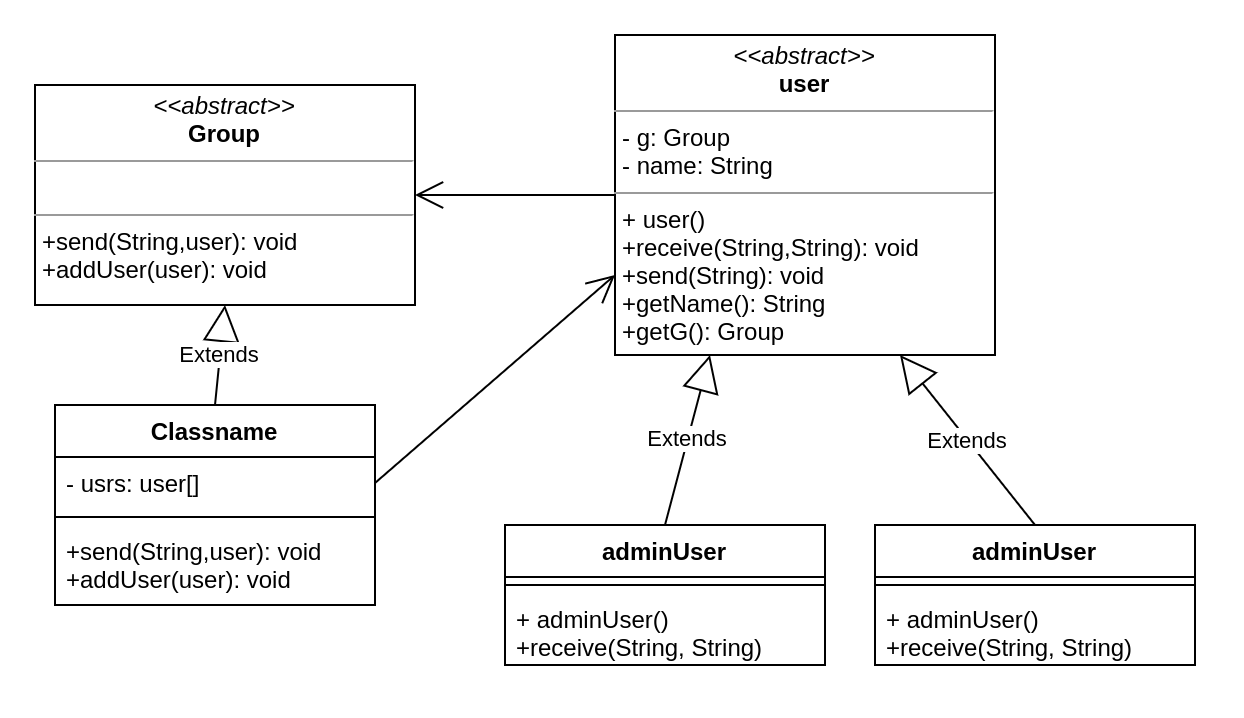 <<abstract>>
Group
+send(String,user): void
+addUser(user): void
<<abstract>>
user
- g: Group
- name: String
+ user()
+receive(String,String): void
+send(String): void
+getName(): String
+getG(): Group
Extends
Classname
- usrs: user[]
+send(String,user): void
+addUser(user): void
Extends
Extends
adminUser
+ adminUser()
+receive(String, String)
adminUser
+ adminUser()
+receive(String, String)